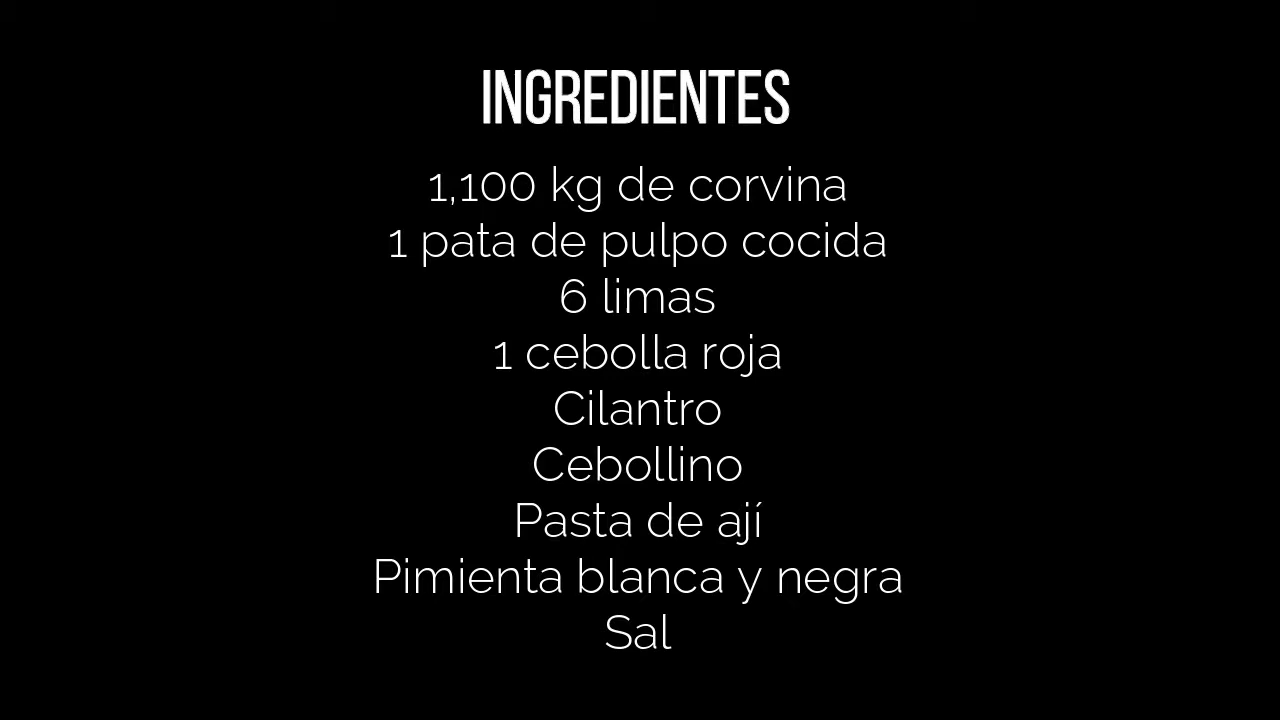 INGREDIENTES
1,100 kg de corvina
1 pata de pulpo cocida
6 limas
1 cebolla roja
Cilantro
Cebollino
Pasta de ají
Pimienta blanca y negra
Sal